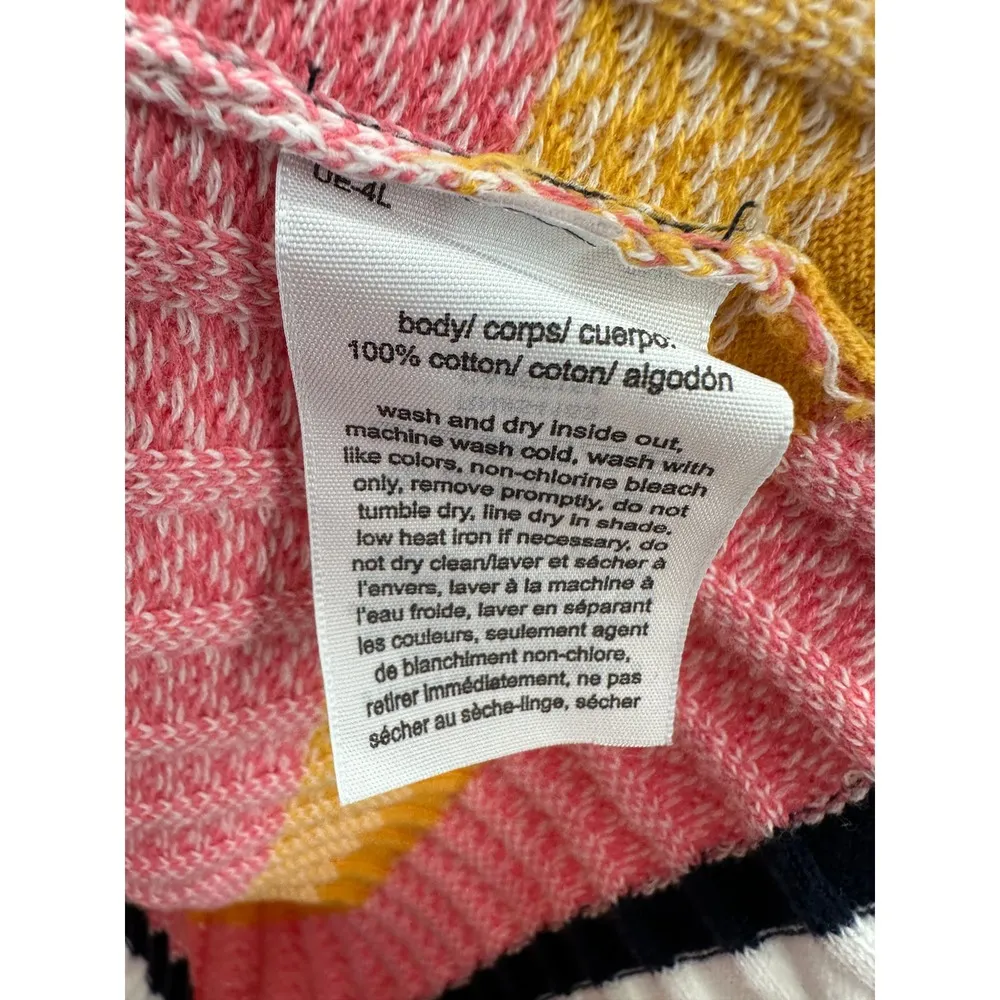 UE-4L
body/ corps/ cuerpo:
100% cotton/ coton/ algodón
wash and dry inside out,
machine wash cold, wash with
like colors, non-chlorine bleach
only, remove promptly, do not
tumble dry, line dry in shade,
low heat iron if necessary, do
not dry clean/laver et sécher à
l'envers, laver à la machine à
l'eau froide, laver en séparant
les couleurs, seulement agent
de blanchiment non-chlore,
retirer immédiatement, ne pas
sécher au sèche-linge, sécher